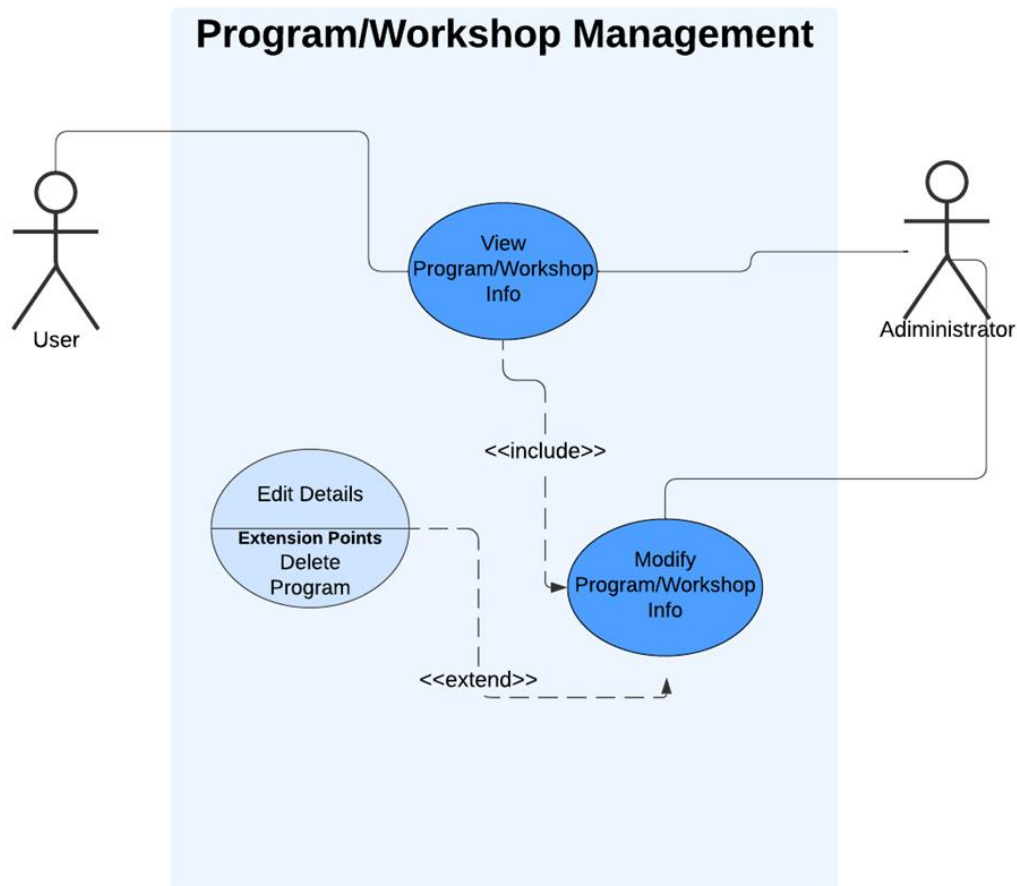 Program/Workshop Management
View
Program/Workshop
Info
User
Adiministrator
<<include>>
Edit Details
Extension Points
Delete
Program
Modify
Program/Workshop
Info
<<extend>>